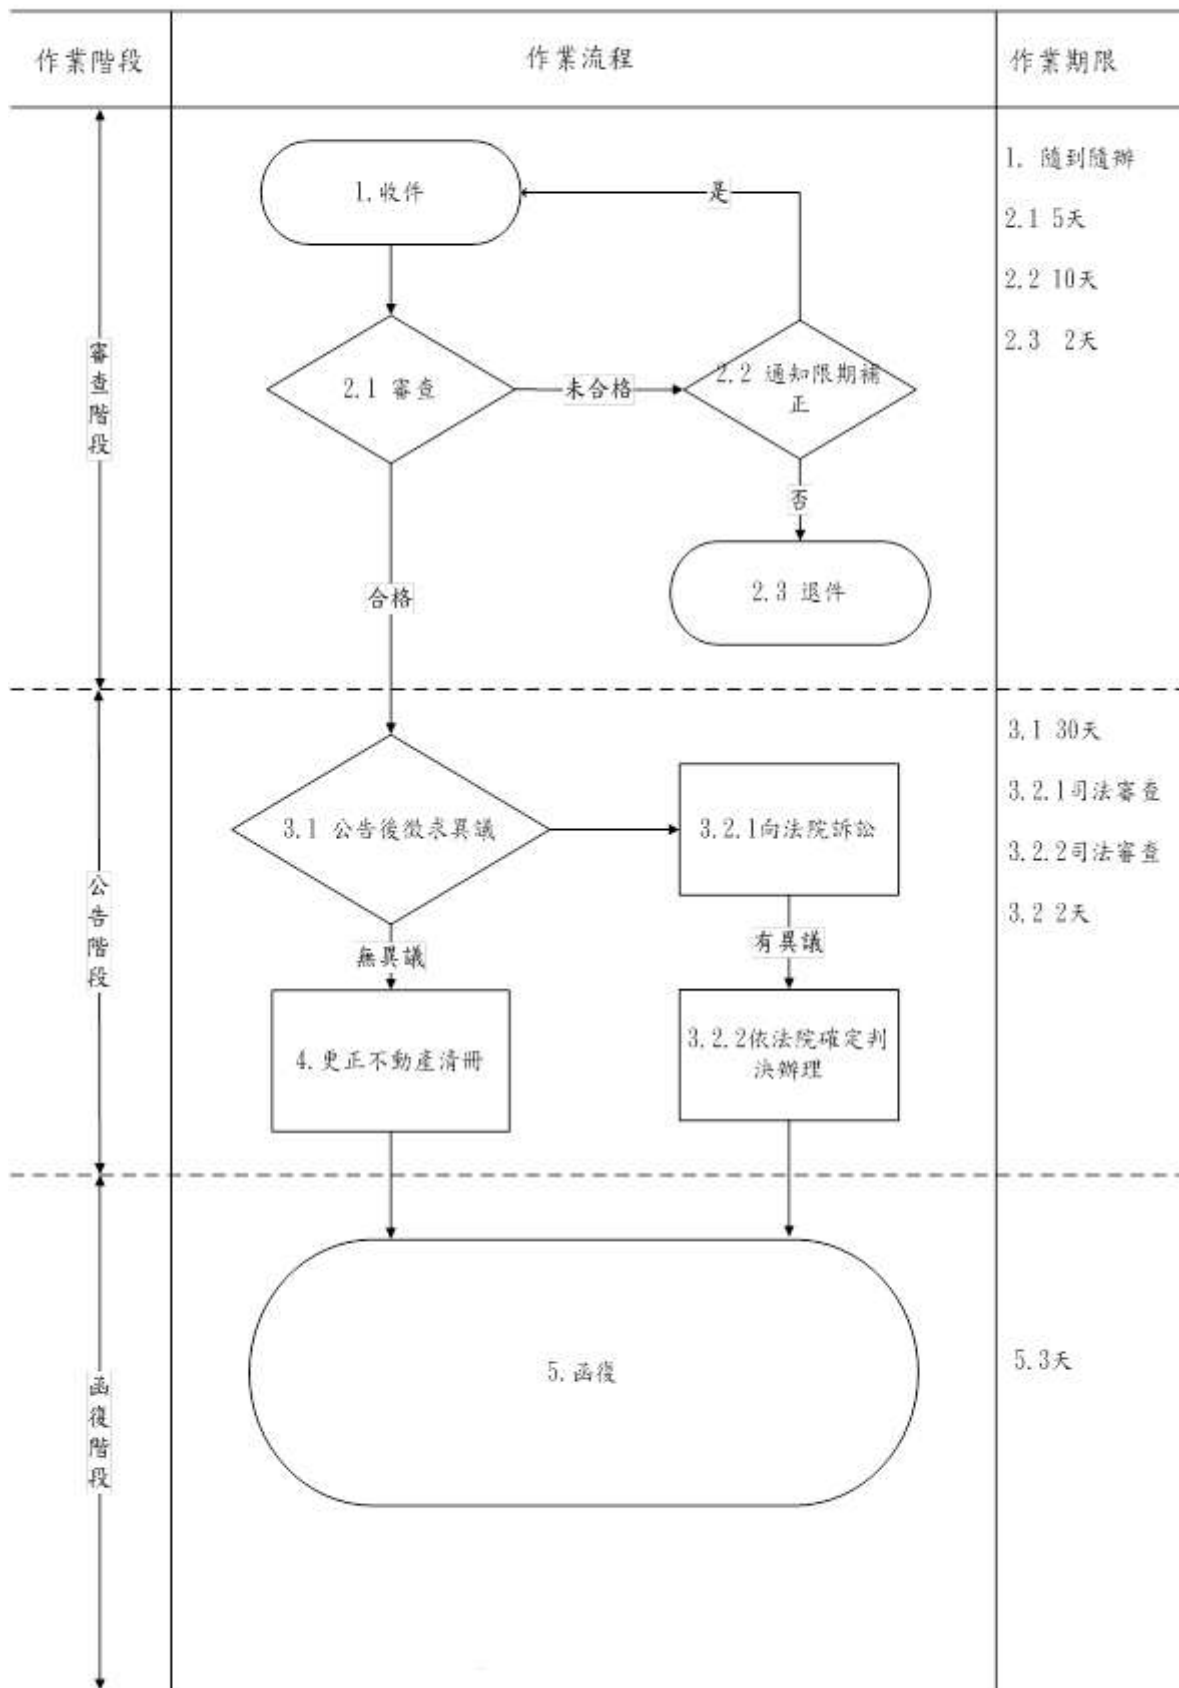 作業階段
作業流程
作業期限
審
查
階
段
1.收件
是
2.1 審查
未合格
2.2 通知限期補
正
否
2.3 退件
合格
1. 隨到隨辦
2.1 5天
2.2 10天
2.3 2天
公
告
階
段
3.1 公告後徵求異議
3.2.1向法院訴訟
無異議
有異議
4.更正不動產清冊
3.2.2依法院確定判
決辦理
3.1 30天
3.2.1司法審查
3.2.2司法審查
3.2 2天
函
復
階
段
5.函復
5.3天